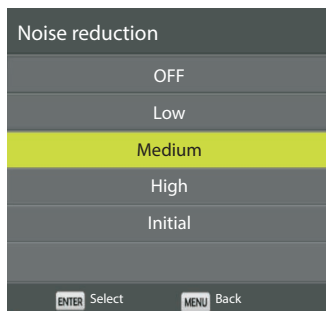 Noise reduction
OFF
Low
Medium
High
Initial
ENTER Select MENU Back